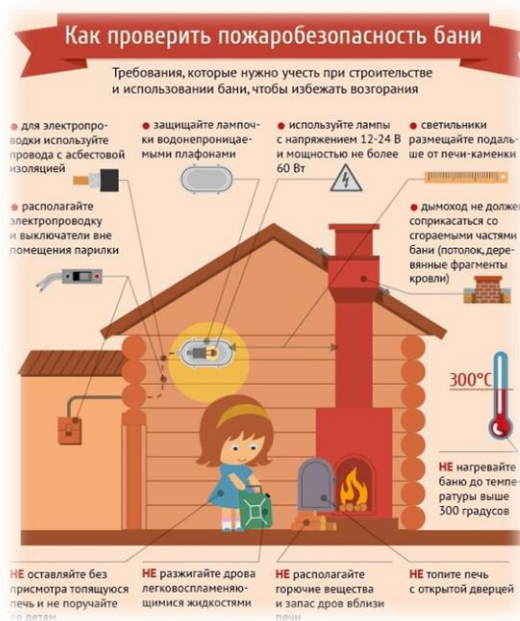 Как проверить пожаробезопасность бани
Требования, которые нужно учесть при строительстве
и использовании бани, чтобы избежать возгорания
• для электропро-
водки используйте
провода с асбестовой
изоляцией
• защищайте лампоч-
ки водонепроница-
емыми плафонами
• используйте лампы
с напряжением 12-24 В
и мощностью не более
60 Вт
• светильники
размещайте подаль-
ше от печи-каменки
• располагайте
электропроводку
и выключатели вне
помещения парилки
• дымоход не должен
соприкасаться со
сгораемыми частями
бани (потолок, дере-
вянные фрагменты
кровли)
300°C
НЕ нагревайте
баню до темпе-
ратуры выше
300 градусов
НЕ оставляйте без
присмотра топящуюся
печь и не поручайте
ее детям
НЕ разжигайте дрова
легковоспламеняю-
щимися жидкостями
НЕ располагайте
горючие вещества
и запас дров вблизи
печи
НЕ топите печь
с открытой дверцей